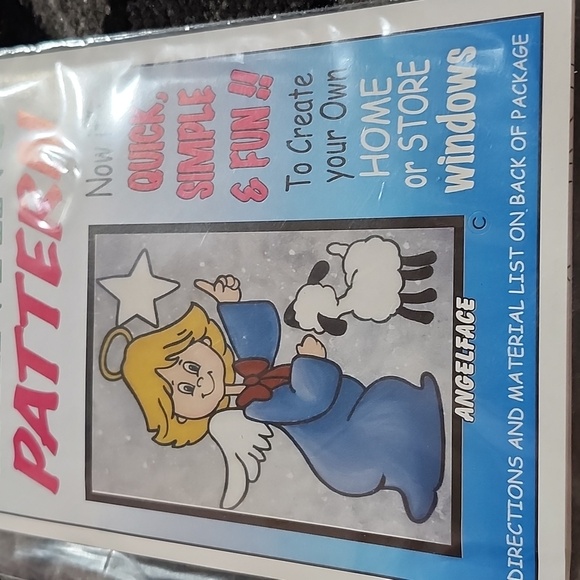 PATTERN
Now
QUICK,
SIMPLE
& FUN !!
To Create
your Own
HOME
or STORE
windows
©
ANGELFACE
DIRECTIONS AND MATERIAL LIST ON BACK OF PACKAGE